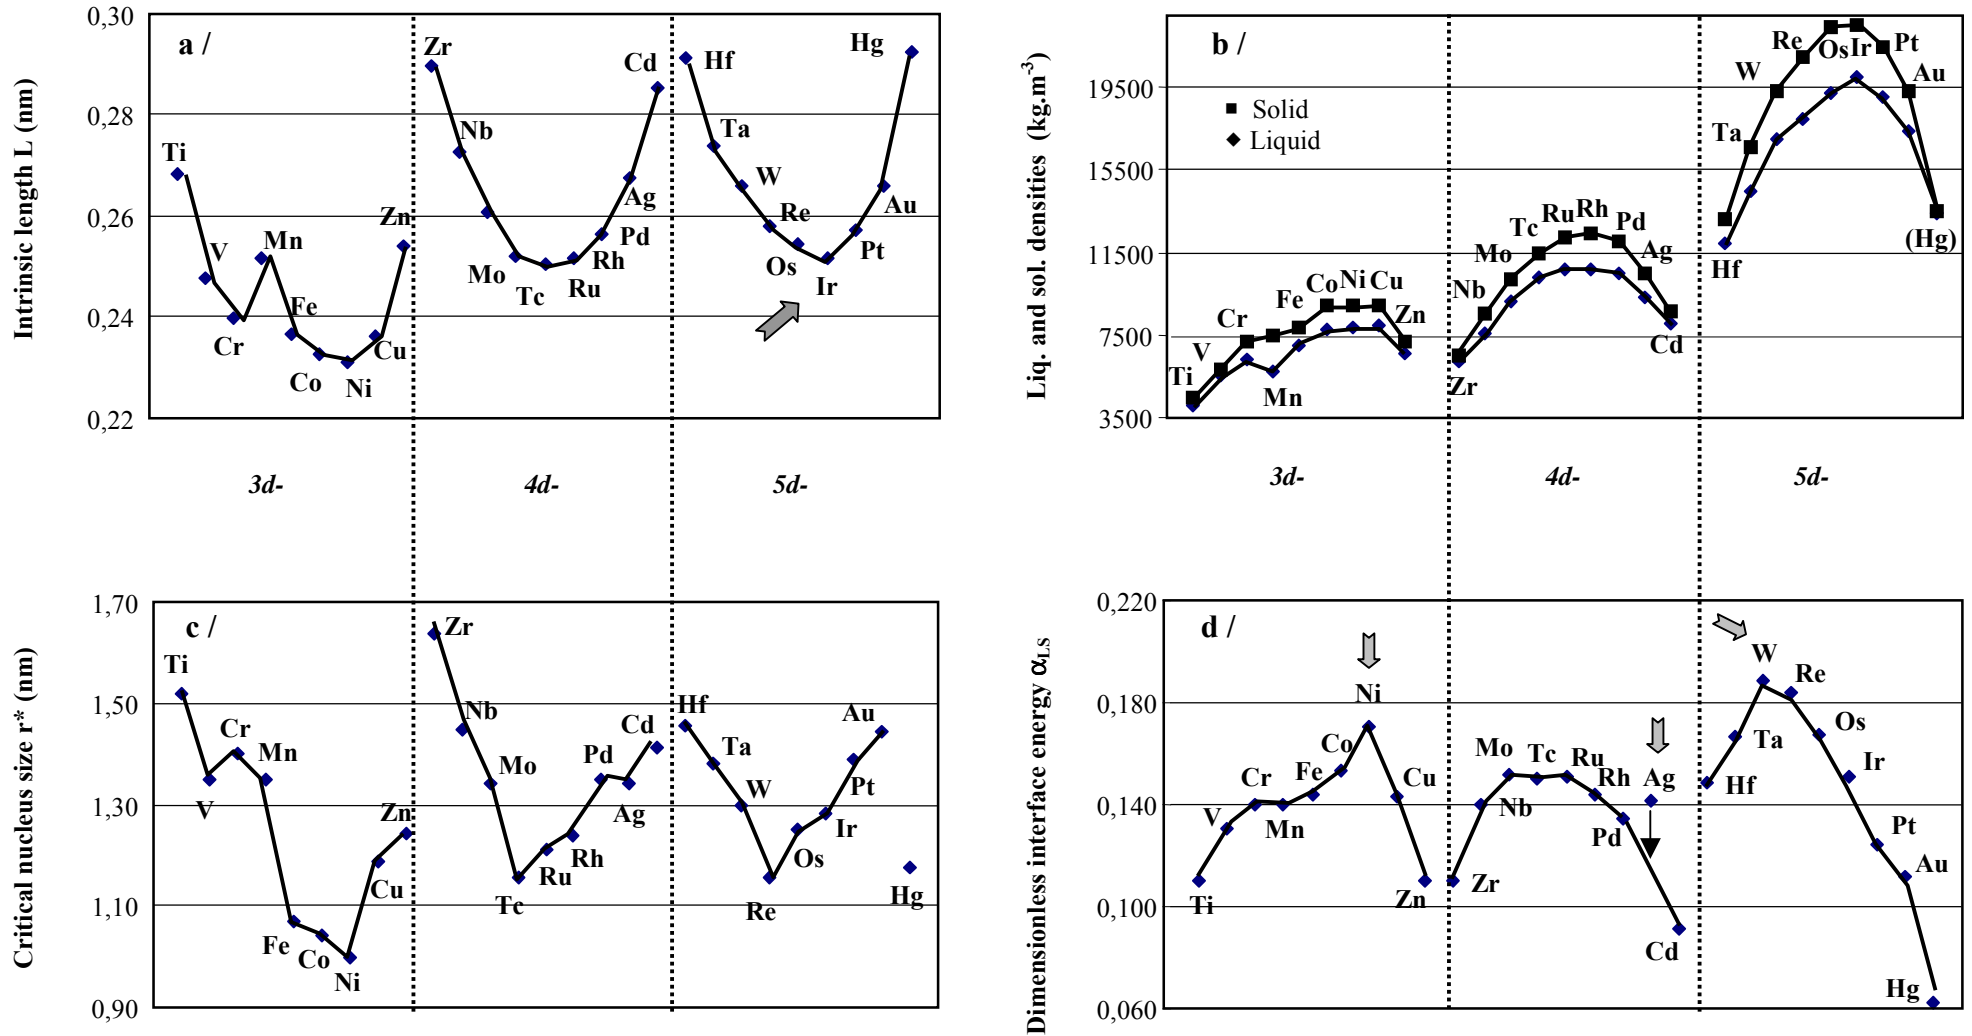 Intrinsic length L (nm)
0,30
0,28
0,26
0,24
0,22
a /
Ti
V
Cr
Mn
Fe
Co
Ni
Cu
Zn
Zr
Nb
Mo
Tc
Ru
Rh
Pd
Ag
Cd
Hf
Ta
W
Re
Os
Ir
Pt
Au
Hg
3d-
4d-
5d-
Liq. and sol. densities (kg.m-3)
19500
15500
11500
7500
3500
b /
Solid
Liquid
Ti
V
Cr
Mn
Fe
Co
Ni
Cu
Zn
Zr
Nb
Mo
Tc
Ru
Rh
Pd
Ag
Cd
Hf
Ta
W
Re
Os
Ir
Pt
Au
(Hg)
3d-
4d-
5d-
Critical nucleus size r* (nm)
1,70
1,50
1,30
1,10
0,90
c /
Ti
V
Cr
Mn
Fe
Co
Ni
Cu
Zn
Zr
Nb
Mo
Tc
Ru
Rh
Pd
Ag
Cd
Hf
Ta
W
Re
Os
Ir
Pt
Au
Hg
Dimensionless interface energy αLS
0,220
0,180
0,140
0,100
0,060
d /
Ti
V
Cr
Mn
Fe
Co
Ni
Cu
Zn
Zr
Nb
Mo
Tc
Ru
Rh
Pd
Ag
Cd
Hf
Ta
W
Re
Os
Ir
Pt
Au
Hg